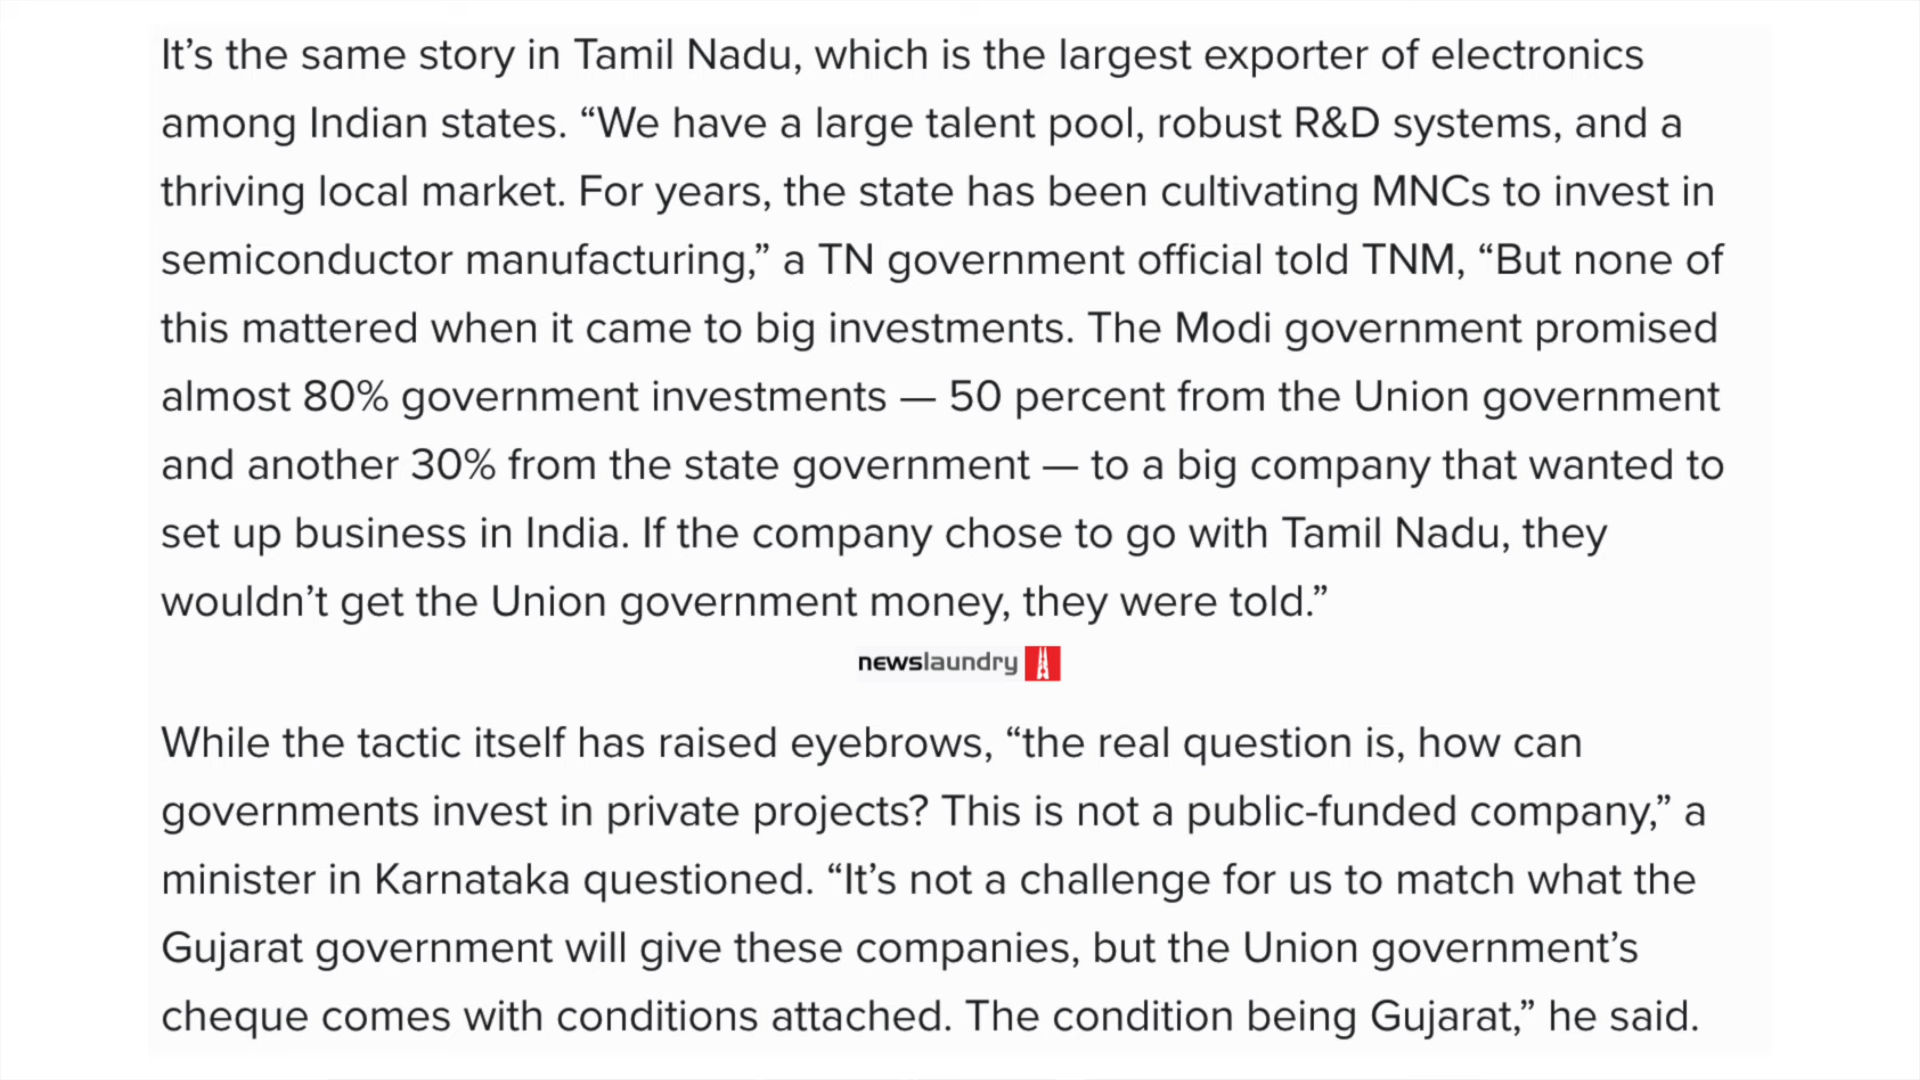 It’s the same story in Tamil Nadu, which is the largest exporter of electronics
among Indian states. “We have a large talent pool, robust R&D systems, and a
thriving local market. For years, the state has been cultivating MNCs to invest in
semiconductor manufacturing,” a TN government official told TNM, “But none of
this mattered when it came to big investments. The Modi government promised
almost 80% government investments — 50 percent from the Union government
and another 30% from the state government — to a big company that wanted to
set up business in India. If the company chose to go with Tamil Nadu, they
wouldn’t get the Union government money, they were told.”
newslaundry
While the tactic itself has raised eyebrows, “the real question is, how can
governments invest in private projects? This is not a public-funded company,” a
minister in Karnataka questioned. “It’s not a challenge for us to match what the
Gujarat government will give these companies, but the Union government’s
cheque comes with conditions attached. The condition being Gujarat,” he said.